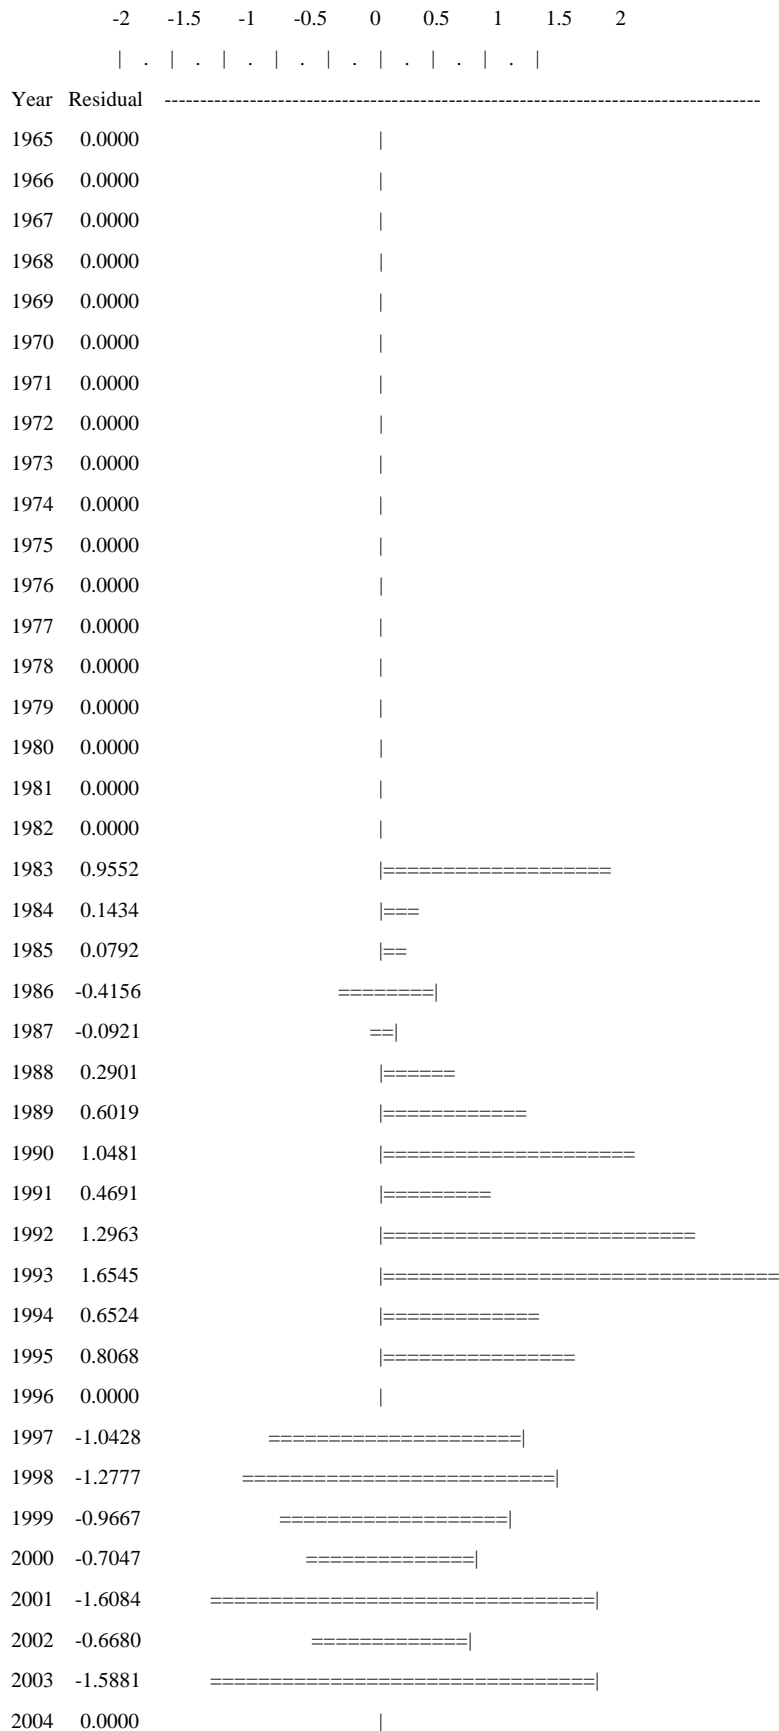 -2 -1.5 -1 -0.5 0 0.5 1 1.5 2
| . | . | . | . | . | . | . | . |
Year Residual ------------------------------------------------------------------------------------
1965 0.0000 |
1966 0.0000 |
1967 0.0000 |
1968 0.0000 |
1969 0.0000 |
1970 0.0000 |
1971 0.0000 |
1972 0.0000 |
1973 0.0000 |
1974 0.0000 |
1975 0.0000 |
1976 0.0000 |
1977 0.0000 |
1978 0.0000 |
1979 0.0000 |
1980 0.0000 |
1981 0.0000 |
1982 0.0000 |
1983 0.9552 |===================
1984 0.1434 |===
1985 0.0792 |==
1986 -0.4156 ========|
1987 -0.0921 ==|
1988 0.2901 |======
1989 0.6019 |============
1990 1.0481 |=====================
1991 0.4691 |=========
1992 1.2963 |==========================
1993 1.6545 |=================================
1994 0.6524 |=============
1995 0.8068 |================
1996 0.0000 |
1997 -1.0428 =====================|
1998 -1.2777 ==========================|
1999 -0.9667 ===================|
2000 -0.7047 ==============|
2001 -1.6084 ================================|
2002 -0.6680 =============|
2003 -1.5881 ================================|
2004 0.0000 |